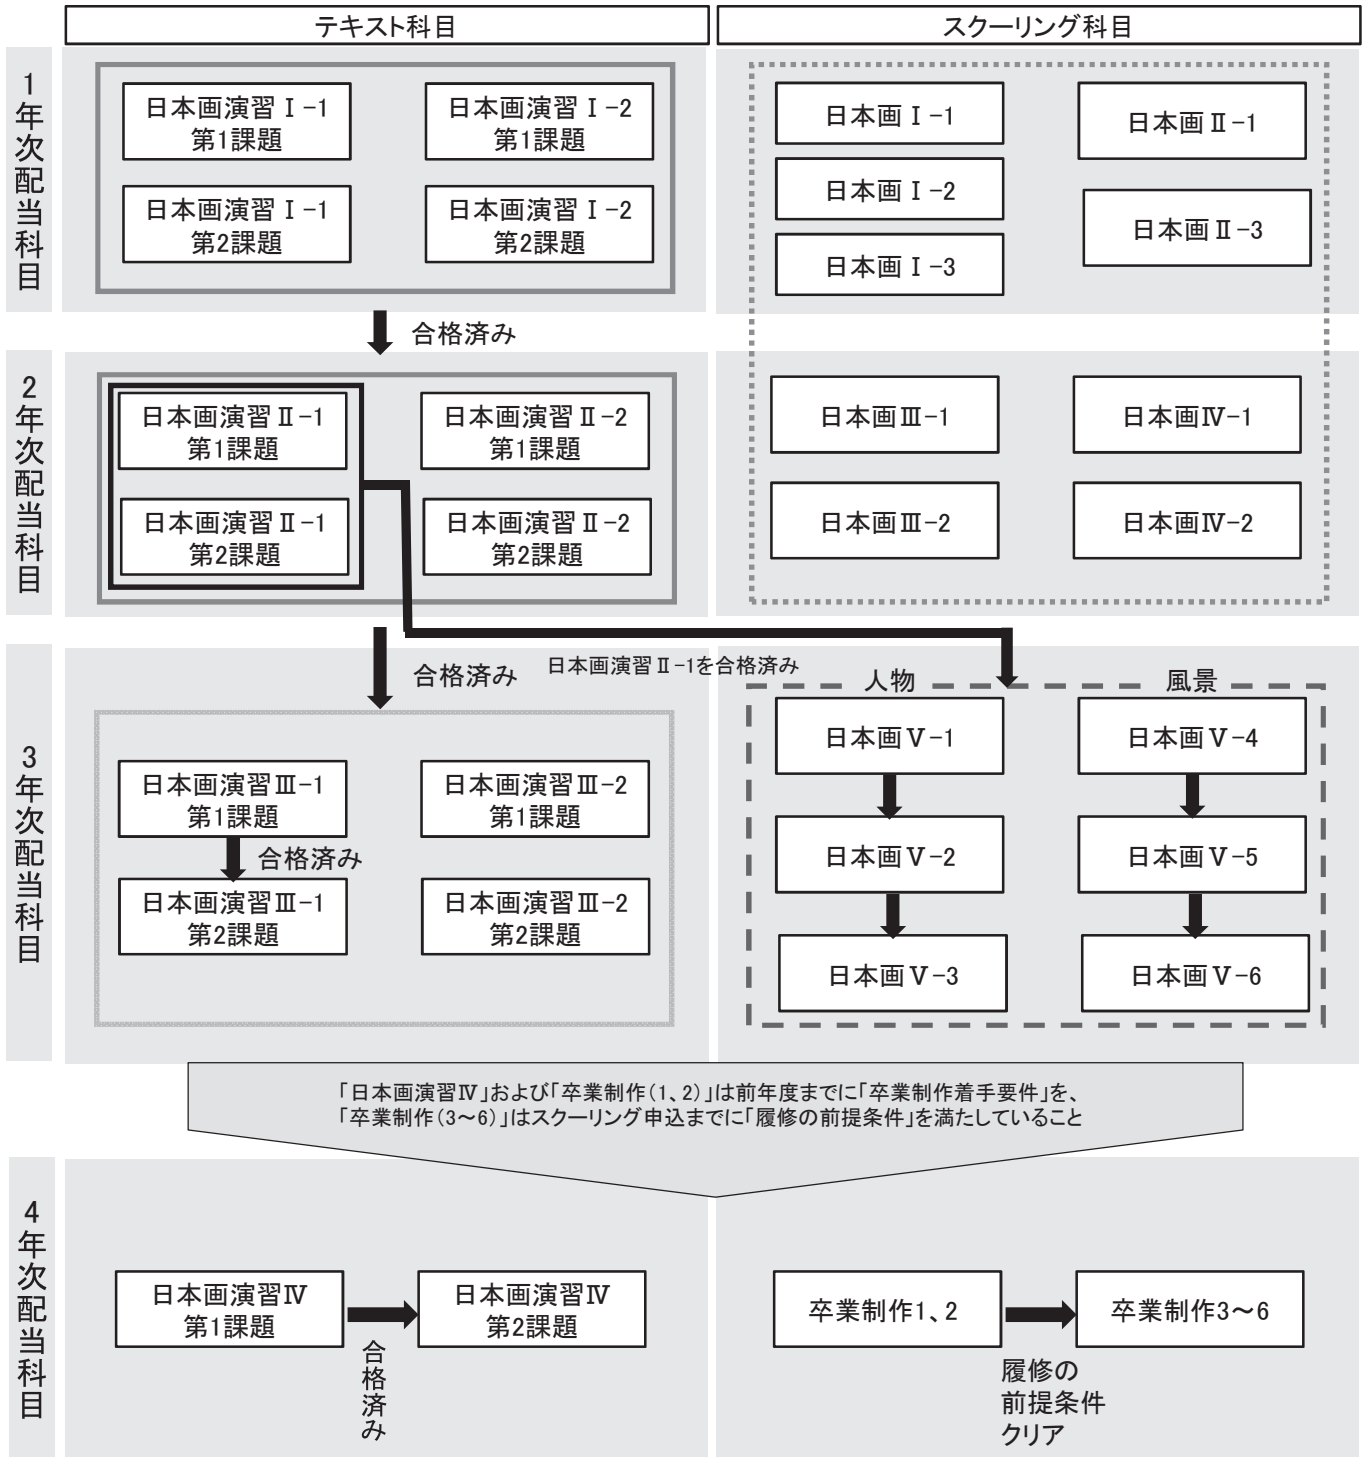 テキスト科目
スクーリング科目
1年次配当科目
日本画演習Ⅰ-1
第1課題
日本画演習Ⅰ-2
第1課題
日本画演習Ⅰ-1
第2課題
日本画演習Ⅰ-2
第2課題
日本画Ⅰ-1
日本画Ⅰ-2
日本画Ⅰ-3
日本画Ⅱ-1
日本画Ⅱ-3
合格済み
2年次配当科目
日本画演習Ⅱ-1
第1課題
日本画演習Ⅱ-2
第1課題
日本画演習Ⅱ-1
第2課題
日本画演習Ⅱ-2
第2課題
日本画Ⅲ-1
日本画Ⅳ-1
日本画Ⅲ-2
日本画Ⅳ-2
合格済み
日本画演習Ⅱ-1を合格済み
3年次配当科目
日本画演習Ⅲ-1
第1課題
日本画演習Ⅲ-2
第1課題
合格済み
日本画演習Ⅲ-1
第2課題
日本画演習Ⅲ-2
第2課題
人物
風景
日本画Ⅴ-1
日本画Ⅴ-4
日本画Ⅴ-2
日本画Ⅴ-5
日本画Ⅴ-3
日本画Ⅴ-6
「日本画演習Ⅳ」および「卒業制作(1、2)」は前年度までに「卒業制作着手要件」を、
「卒業制作(3～6)」はスクーリング申込までに「履修の前提条件」を満たしていること
4年次配当科目
日本画演習Ⅳ
第1課題
合格済み
日本画演習Ⅳ
第2課題
卒業制作1、2
履修の
前提条件
クリア
卒業制作3～6